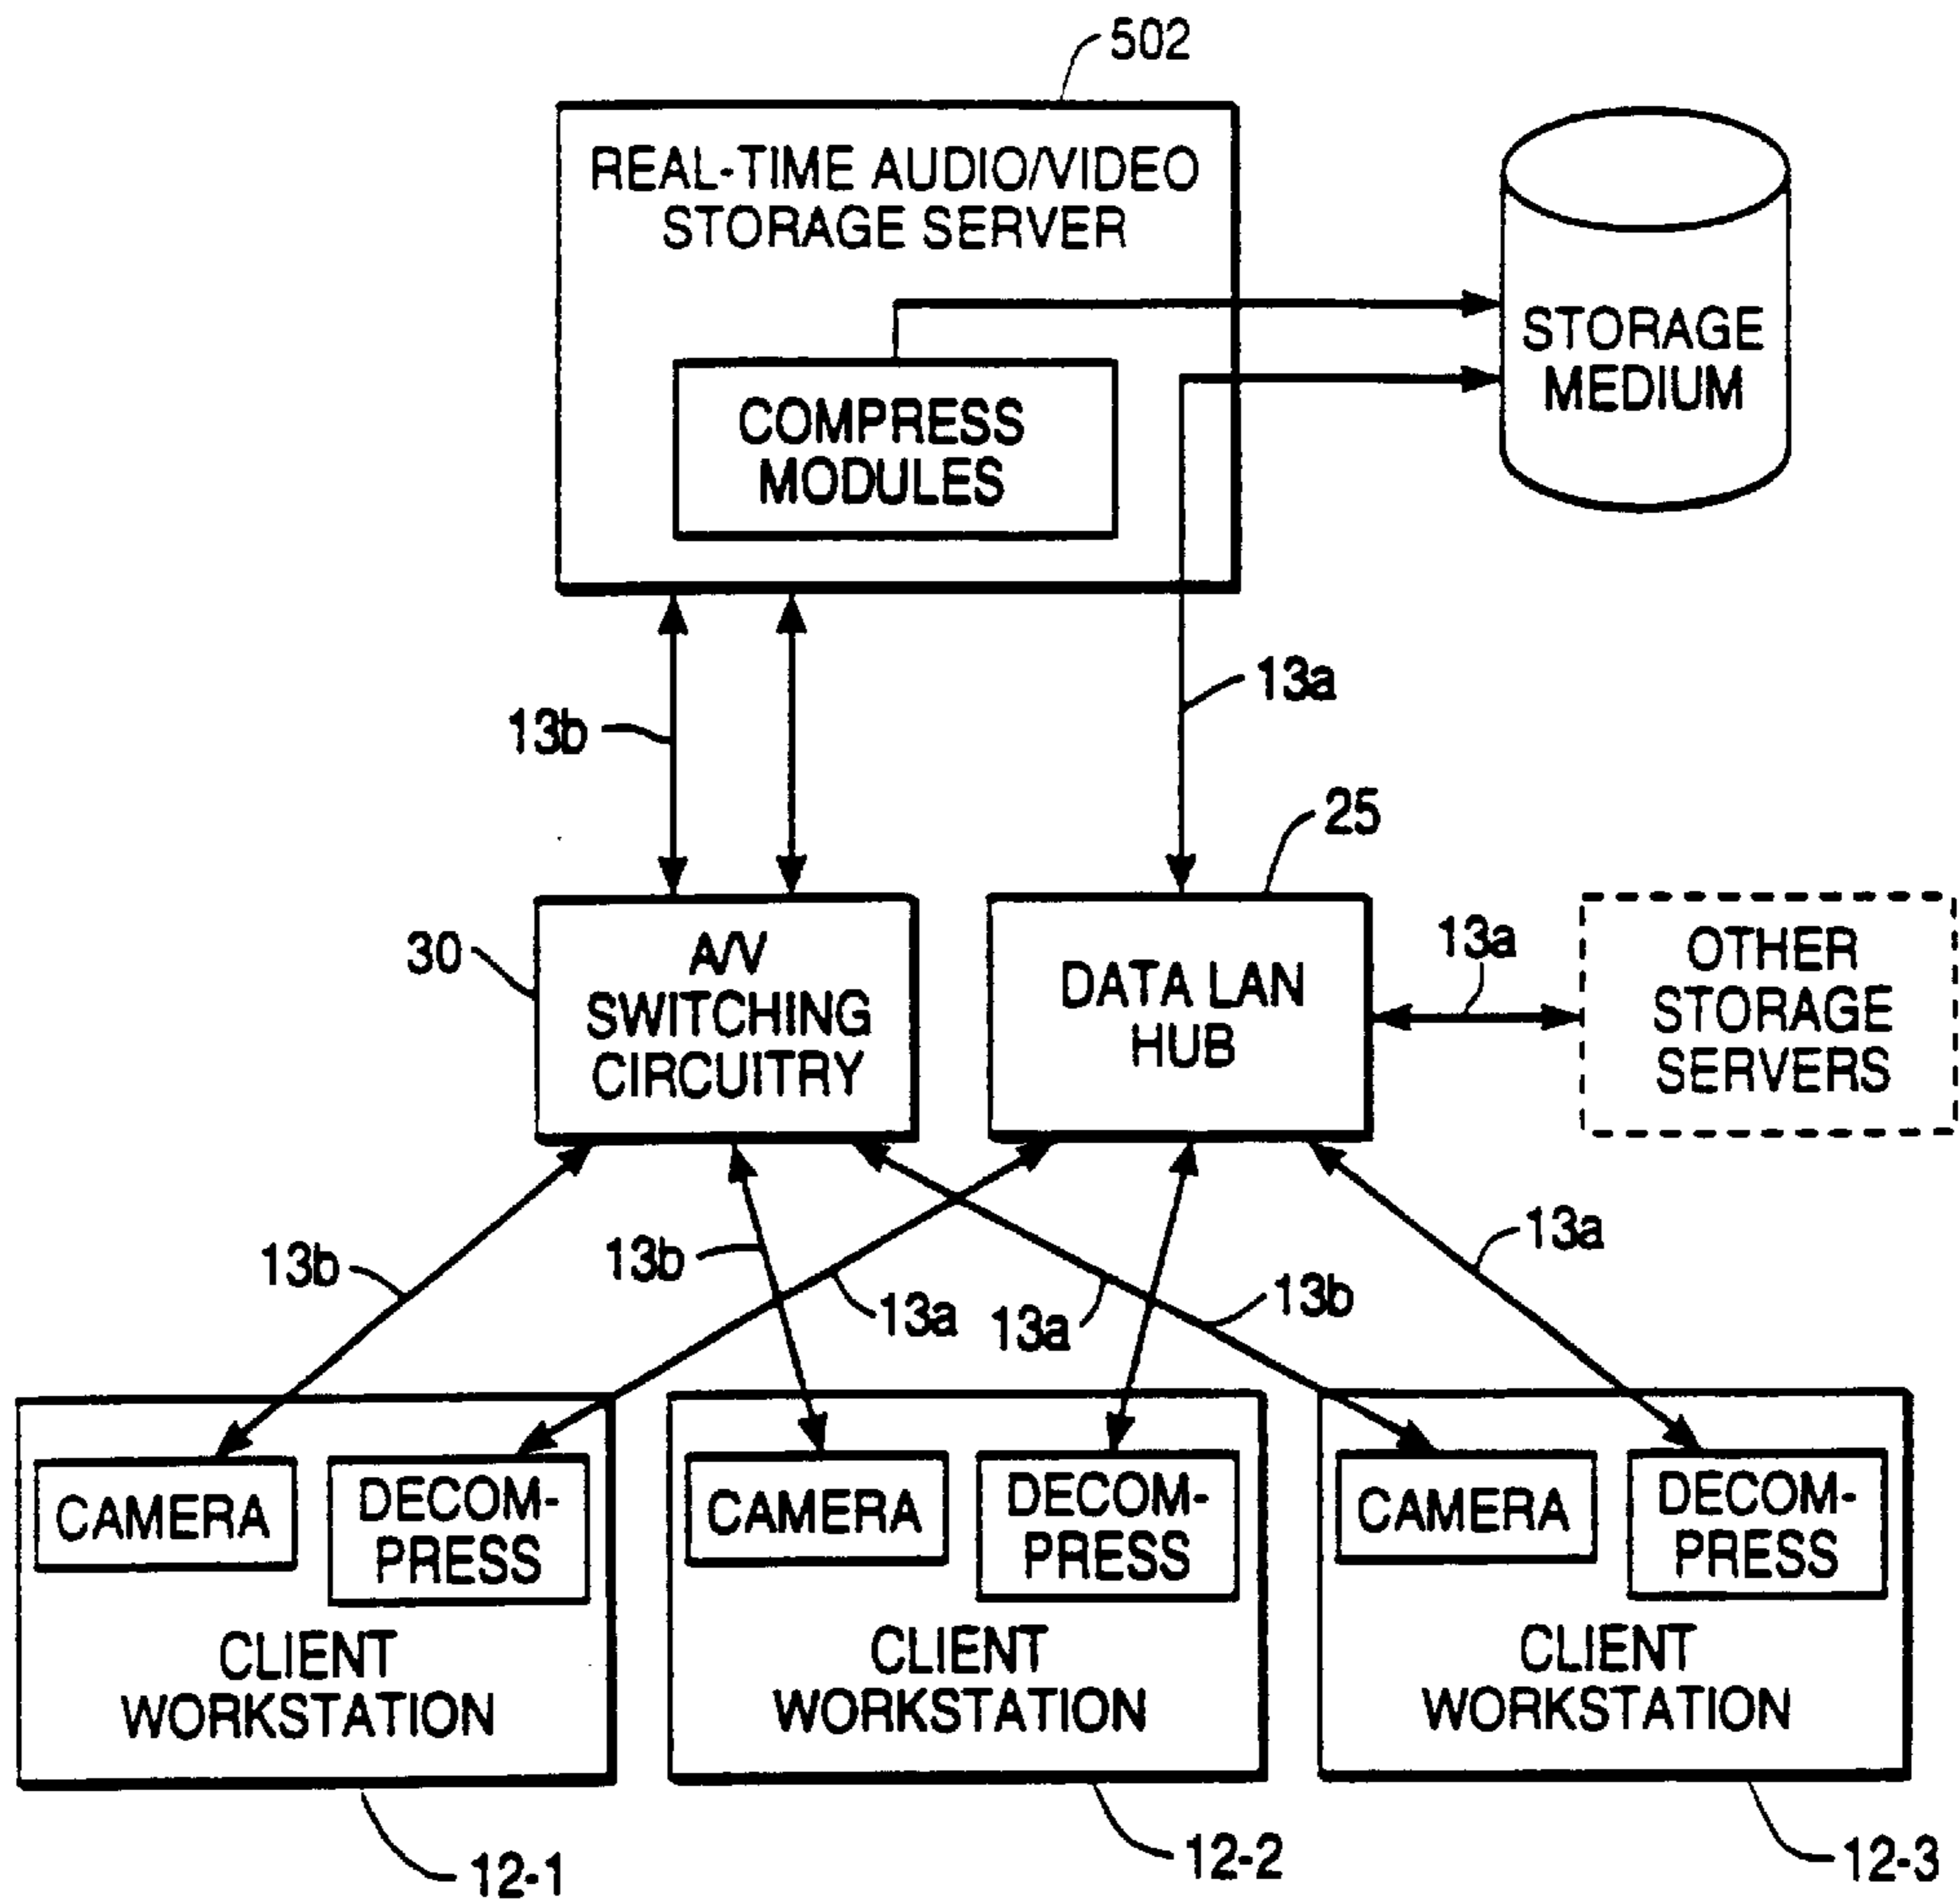 502
REAL-TIME AUDIO/VIDEO
STORAGE SERVER
STORAGE
MEDIUM
COMPRESS
MODULES
13b
13a
25
30
A/V
SWITCHING
CIRCUITRY
DATA LAN
HUB
13a
OTHER
STORAGE
SERVERS
13b
13b
13a
13a
13b
13a
CAMERA
DECOM-
PRESS
CLIENT
WORKSTATION
CAMERA
DECOM-
PRESS
CLIENT
WORKSTATION
CAMERA
DECOM-
PRESS
CLIENT
WORKSTATION
12-1
12-2
12-3